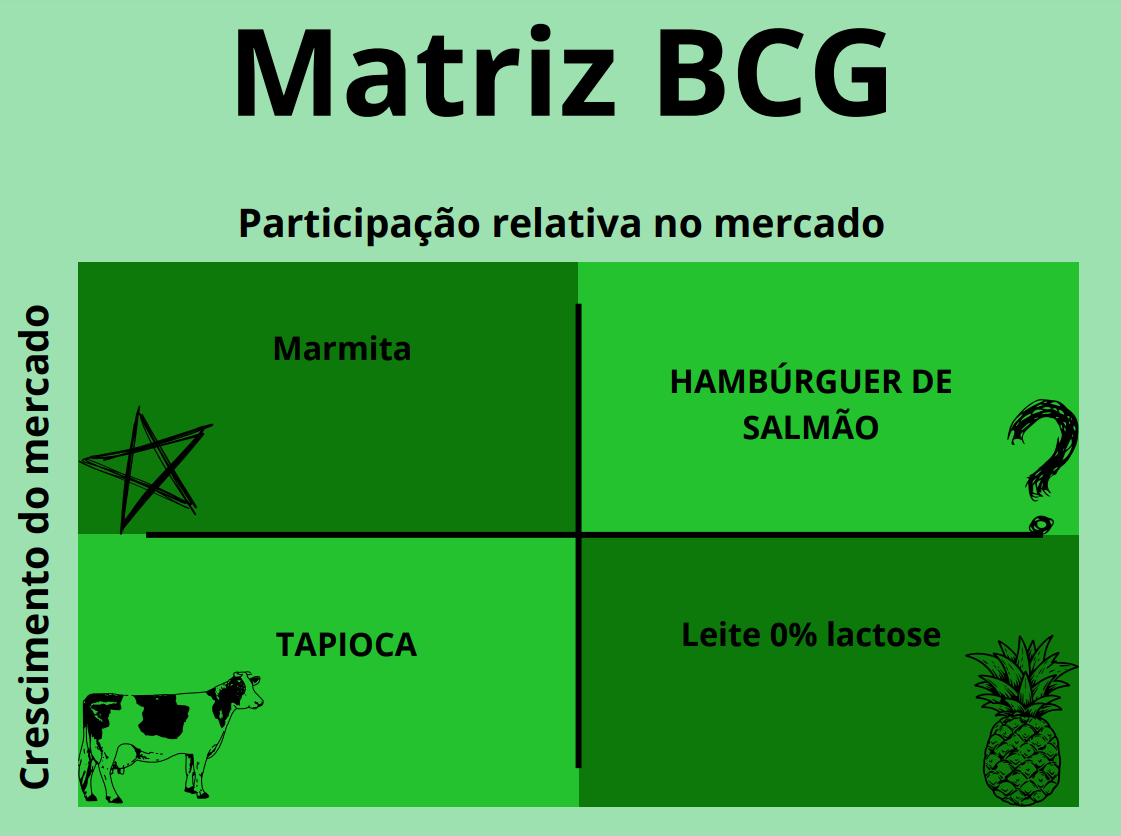 Matriz BCG
Participação relativa no mercado
Crescimento do mercado
Marmita
HAMBÚRGUER DE
SALMÃO
?
TAPIOCA
Leite 0% lactose